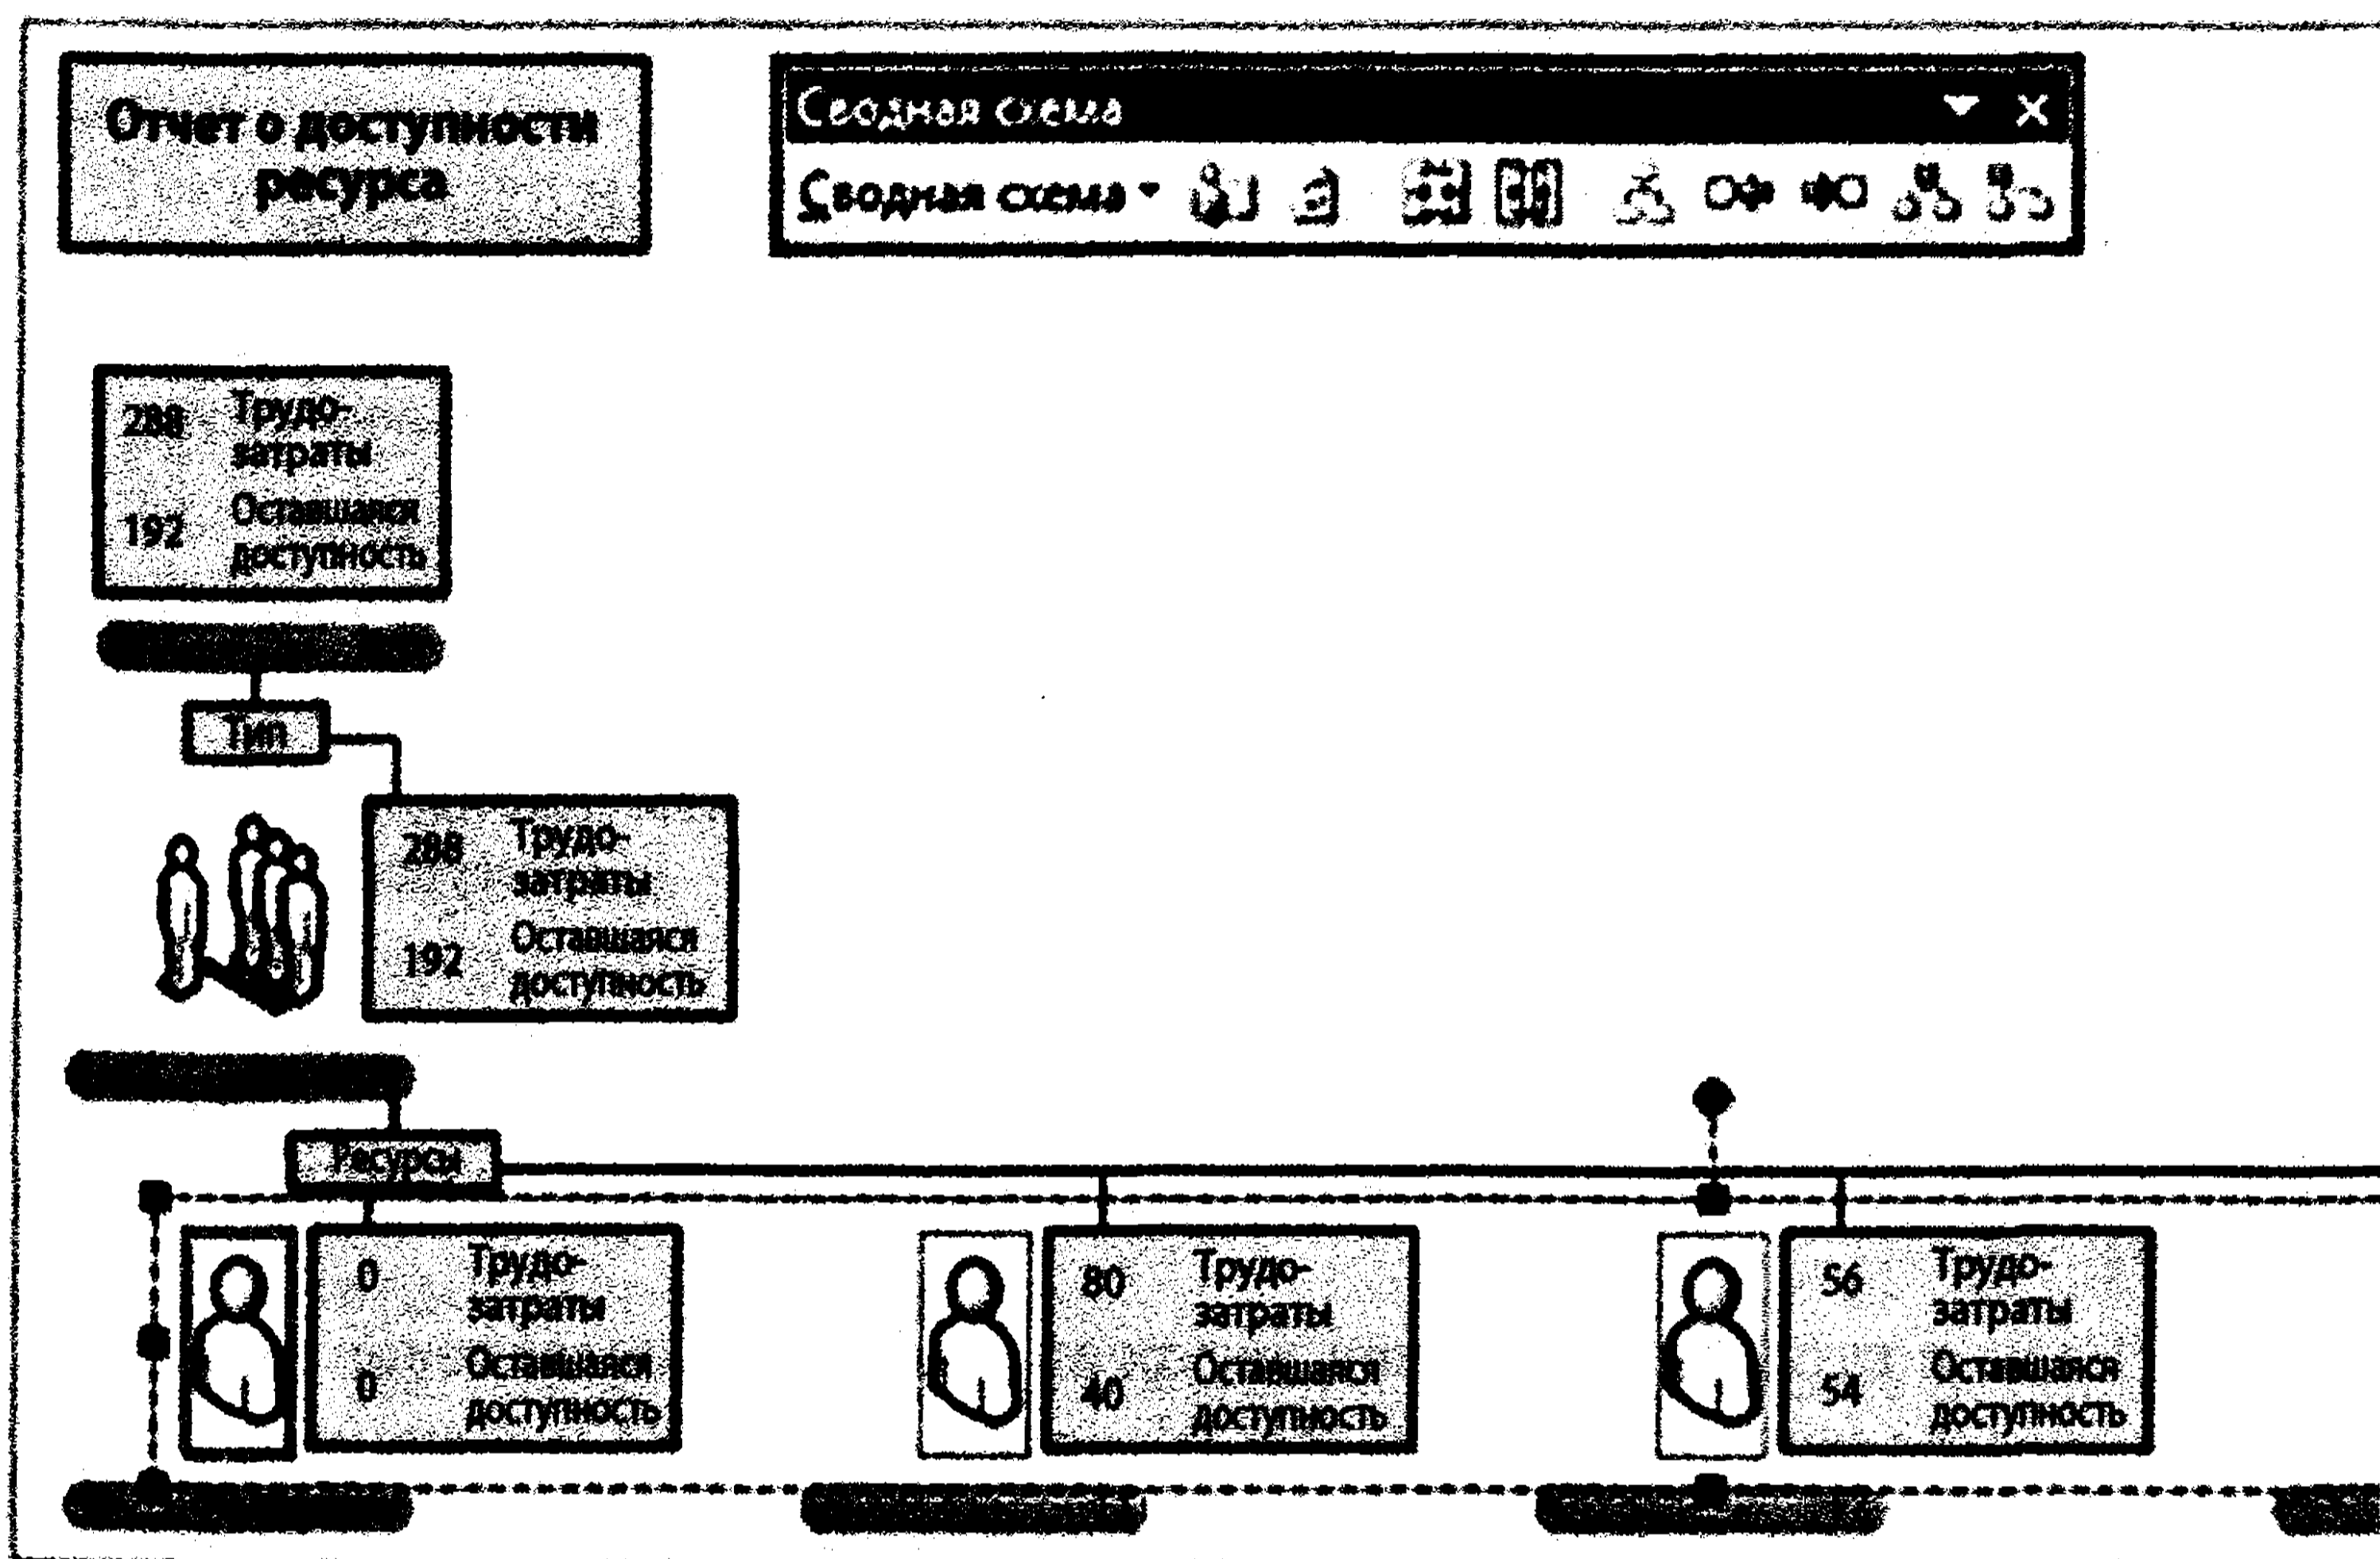 Отчет о доступности
ресурса
Сводная схема
Сводная схема
288 Трудо-
затраты
192 Оставшаяся
доступность
Тип
288 Трудо-
затраты
192 Оставшаяся
доступность
Ресурсы
0 Трудо-
затраты
0 Оставшаяся
доступность
80 Трудо-
затраты
40 Оставшаяся
доступность
56 Трудо-
затраты
54 Оставшаяся
доступность